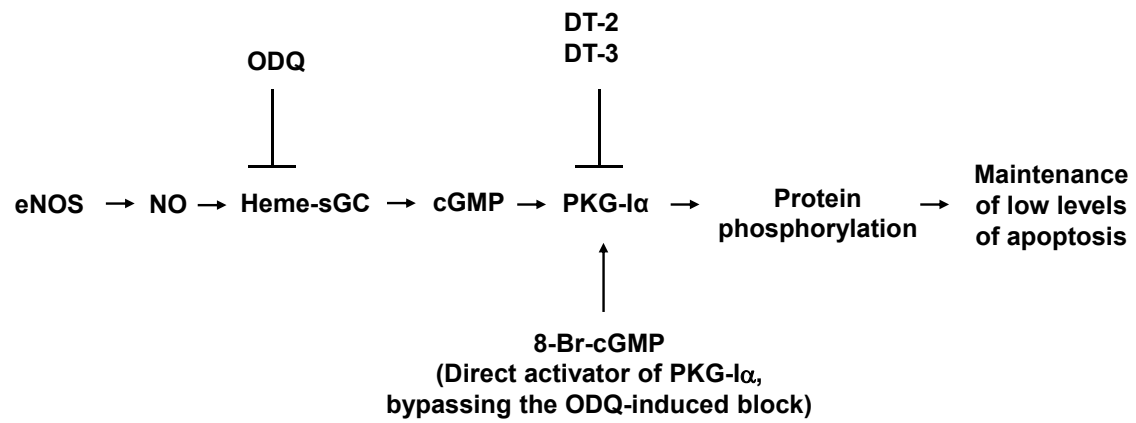 DT-2
DT-3
ODQ
eNOS
NO
Heme-sGC
cGMP
PKG-Iα
Protein
phosphorylation
Maintenance
of low levels
of apoptosis
8-Br-cGMP
(Direct activator of PKG-Iα,
bypassing the ODQ-induced block)